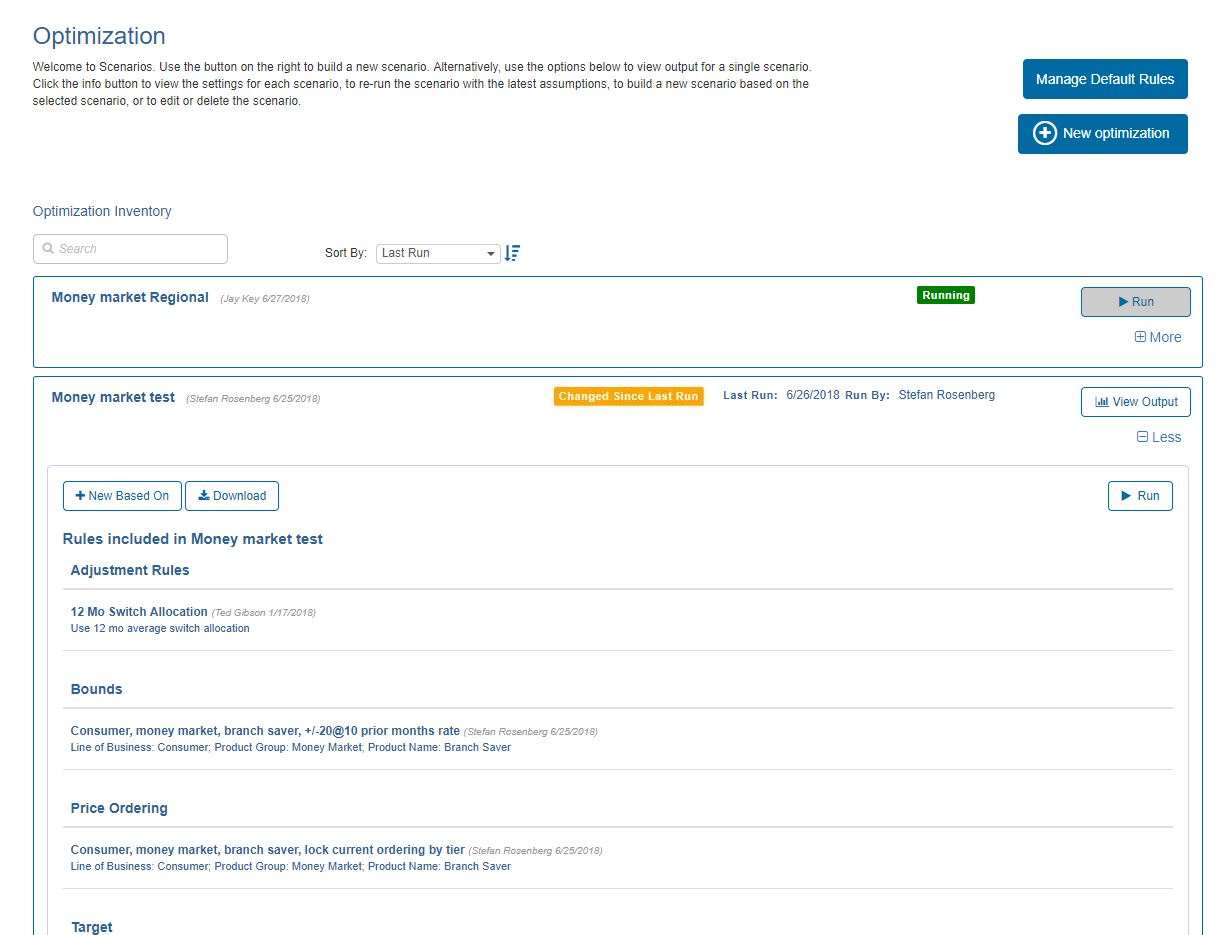 Optimization
Welcome to Scenarios. Use the button on the right to build a new scenario. Alternatively, use the options below to view output for a single scenario.
Click the info button to view the settings for each scenario, to re-run the scenario with the latest assumptions, to build a new scenario based on the
selected scenario, or to edit or delete the scenario.
Manage Default Rules
New optimization
Optimization Inventory
Search
Sort By: Last Run
Money market Regional (Jay Key 6/27/2018) Running Run
More
Money market test (Stefan Rosenberg 6/25/2018) Changed Since Last Run Last Run: 6/26/2018 Run By: Stefan Rosenberg View Output
Less
New Based On Download Run
Rules included in Money market test
Adjustment Rules
12 Mo Switch Allocation (Ted Gibson 1/17/2018)
Use 12 mo average switch allocation
Bounds
Consumer, money market, branch saver, +/-20@10 prior months rate (Stefan Rosenberg 6/25/2018)
Line of Business: Consumer; Product Group: Money Market; Product Name: Branch Saver
Price Ordering
Consumer, money market, branch saver, lock current ordering by tier (Stefan Rosenberg 6/25/2018)
Line of Business: Consumer; Product Group: Money Market; Product Name: Branch Saver
Target